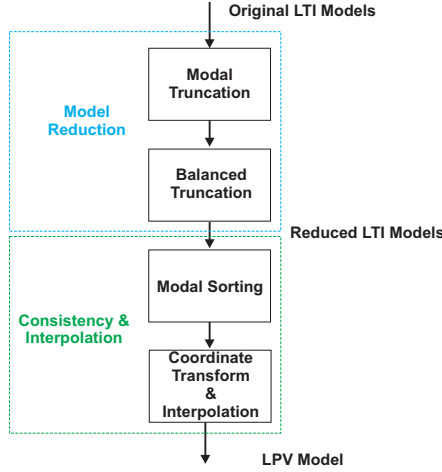 Original LTI Models
Modal
Truncation
Model
Reduction
Balanced
Truncation
Reduced LTI Models
Modal Sorting
Consistency &
Interpolation
Coordinate
Transform
&
Interpolation
LPV Model